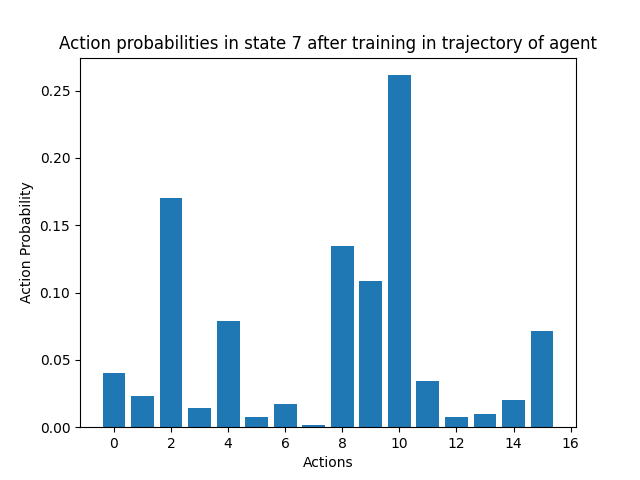 Action probabilities in state 7 after training in trajectory of agent
Action Probability
0.25
0.20
0.15
0.10
0.05
0.00
0 2 4 6 8 10 12 14 16
Actions